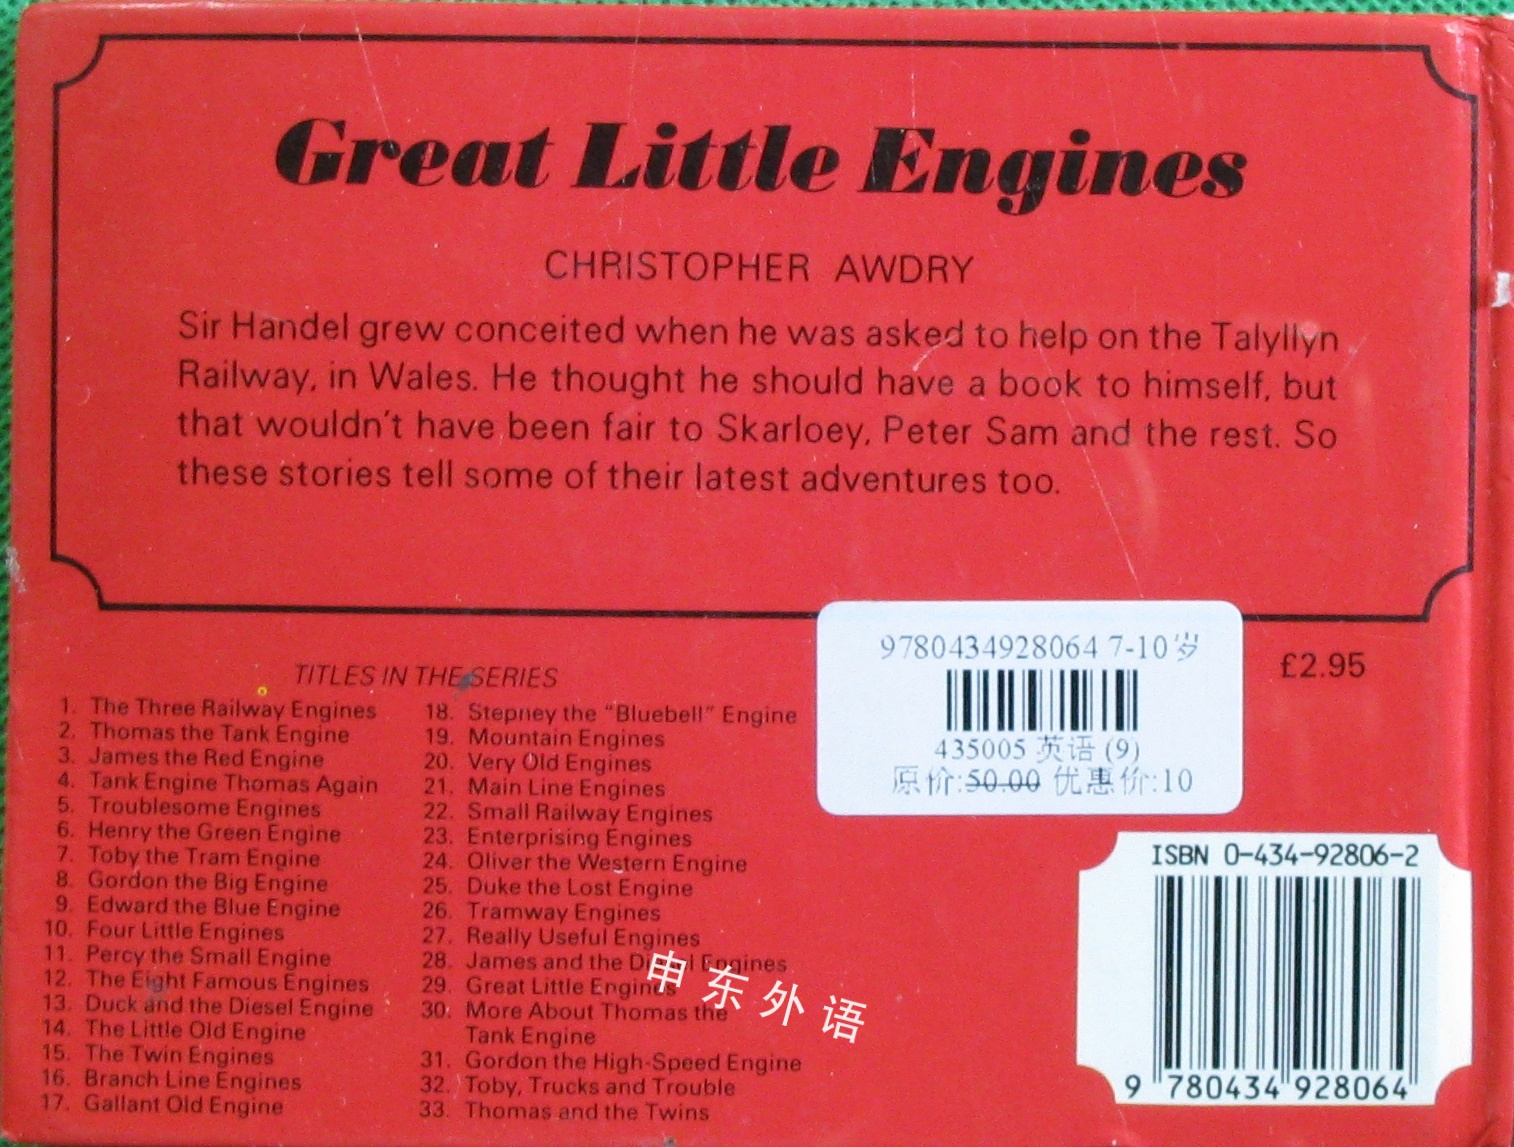 Great Little Engines
CHRISTOPHER AWDRY
Sir Handel grew conceited when he was asked to help on the Talyllyn
Railway, in Wales. He thought he should have a book to himself, but
that wouldn't have been fair to Skarloey, Peter Sam and the rest. So
these stories tell some of their latest adventures too.
TITLES IN THE SERIES
1. The Three Railway Engines
2. Thomas the Tank Engine
3. James the Red Engine
4. Tank Engine Thomas Again
5. Troublesome Engines
6. Henry the Green Engine
7. Toby the Tram Engine
8. Gordon the Big Engine
9. Edward the Blue Engine
10. Four Little Engines
11. Percy the Small Engine
12. The Eight Famous Engines
13. Duck and the Diesel Engine
14. The Little Old Engine
15. The Twin Engines
16. Branch Line Engines
17. Gallant Old Engine
18. Stepney the "Bluebell" Engine
19. Mountain Engines
20. Very Old Engines
21. Main Line Engines
22. Small Railway Engines
23. Enterprising Engines
24. Oliver the Western Engine
25. Duke the Lost Engine
26. Tramway Engines
27. Really Useful Engines
28. James and the Diesel Engines
29. Great Little Engines
30. More About Thomas the
Tank Engine
31. Gordon the High-Speed Engine
32. Toby, Trucks and Trouble
33. Thomas and the Twins
申东外语
9780434928064 7-10岁
435005 英语 (9)
原价:50.00 优惠价:10
£2.95
ISBN 0-434-92806-2
9 780434 928064